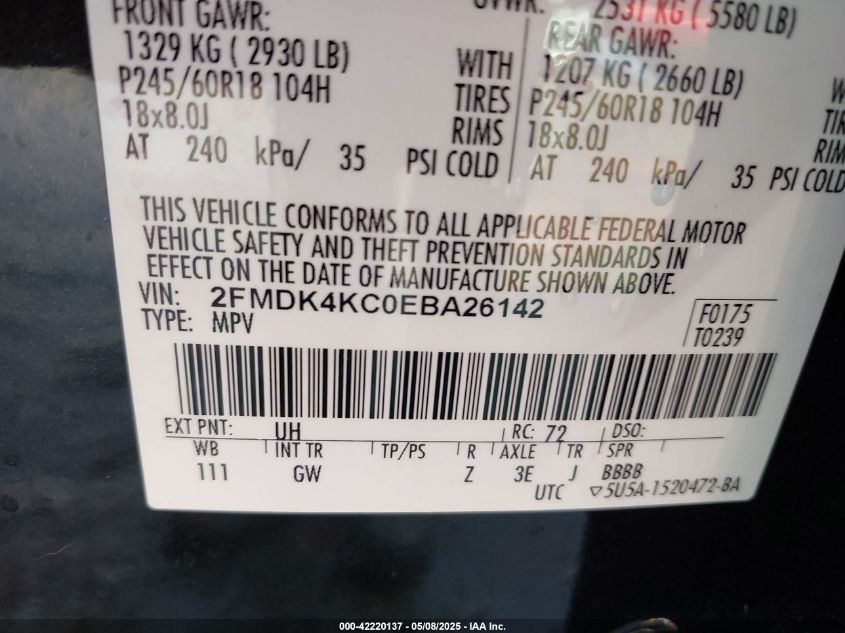 FRONT GAWR:
1329 KG ( 2930 LB)
P245/60R18 104H
18x8.0J
AT 240 kPa/ 35 PSI COLD
WITH
TIRES
RIMS
2531 KG ( 5580 LB)
REAR GAWR:
1207 KG ( 2660 LB)
P245/60R18 104H
18x8.0J
AT 240 kPa/ 35 PSI COLD
THIS VEHICLE CONFORMS TO ALL APPLICABLE FEDERAL MOTOR
VEHICLE SAFETY AND THEFT PREVENTION STANDARDS IN
EFFECT ON THE DATE OF MANUFACTURE SHOWN ABOVE.
VIN: 2FMDK4KC0EBA26142
TYPE: MPV
F0175
T0239
EXT PNT: UH RC: 72 DSO:
WB INT TR TP/PS R AXLE TR SPR
111 GW Z 3E J BBBB
UTC ▽5U5A-1520472-BA
000-42220137 - 05/08/2025 - IAA Inc.